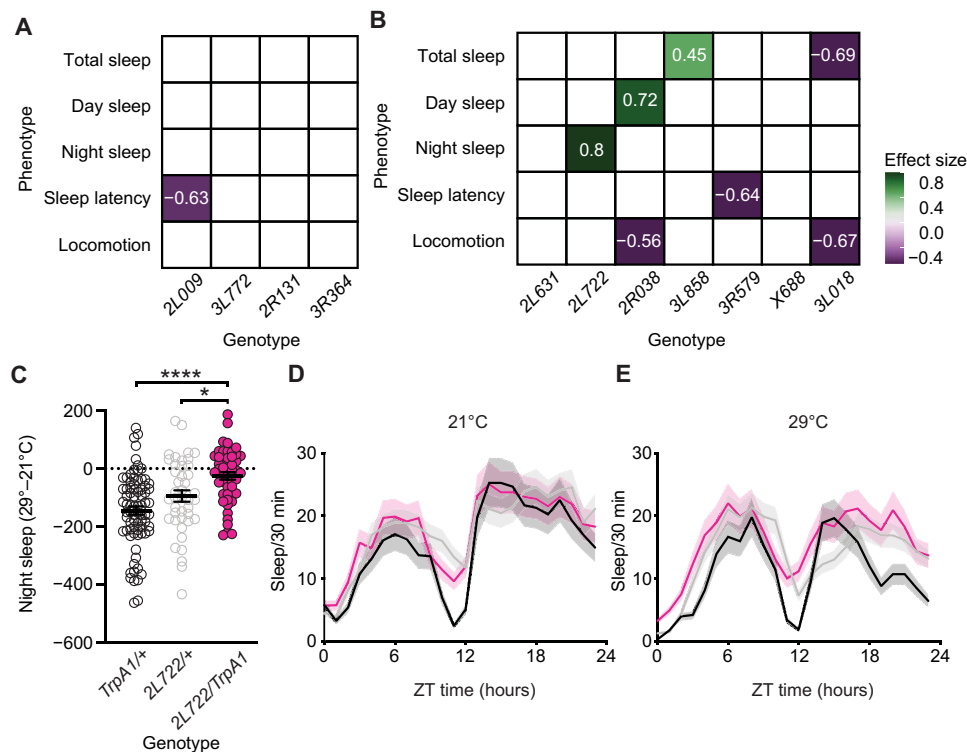 A
Phenotype
Total sleep
Day sleep
Night sleep
Sleep latency
Locomotion
−0.63
2L009
3L772
2R131
3R364
Genotype
B
Phenotype
Total sleep
Day sleep
Night sleep
Sleep latency
Locomotion
0.45
−0.69
0.72
0.8
−0.64
−0.56
−0.67
2L631
2L722
2R038
3L858
3R579
X688
3L018
Genotype
Effect size
0.8
0.4
0.0
−0.4
C
Night sleep (29°−21°C)
200
0
−200
−400
−600
****
*
TrpA1/+
2L722/+
2L722/TrpA1
Genotype
D
21°C
Sleep/30 min
30
20
10
0
0
6
12
18
24
ZT time (hours)
E
29°C
Sleep/30 min
30
20
10
0
0
6
12
18
24
ZT time (hours)